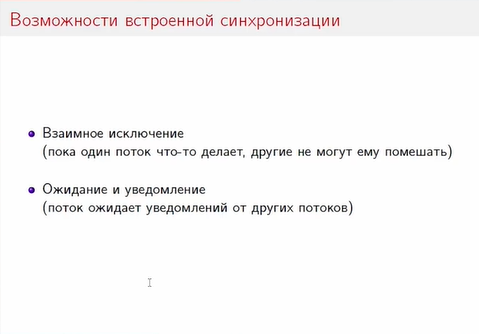 Возможности встроенной синхронизации
Взаимное исключение
(пока один поток что-то делает, другие не могут ему помешать)
Ожидание и уведомление
(поток ожидает уведомлений от других потоков)